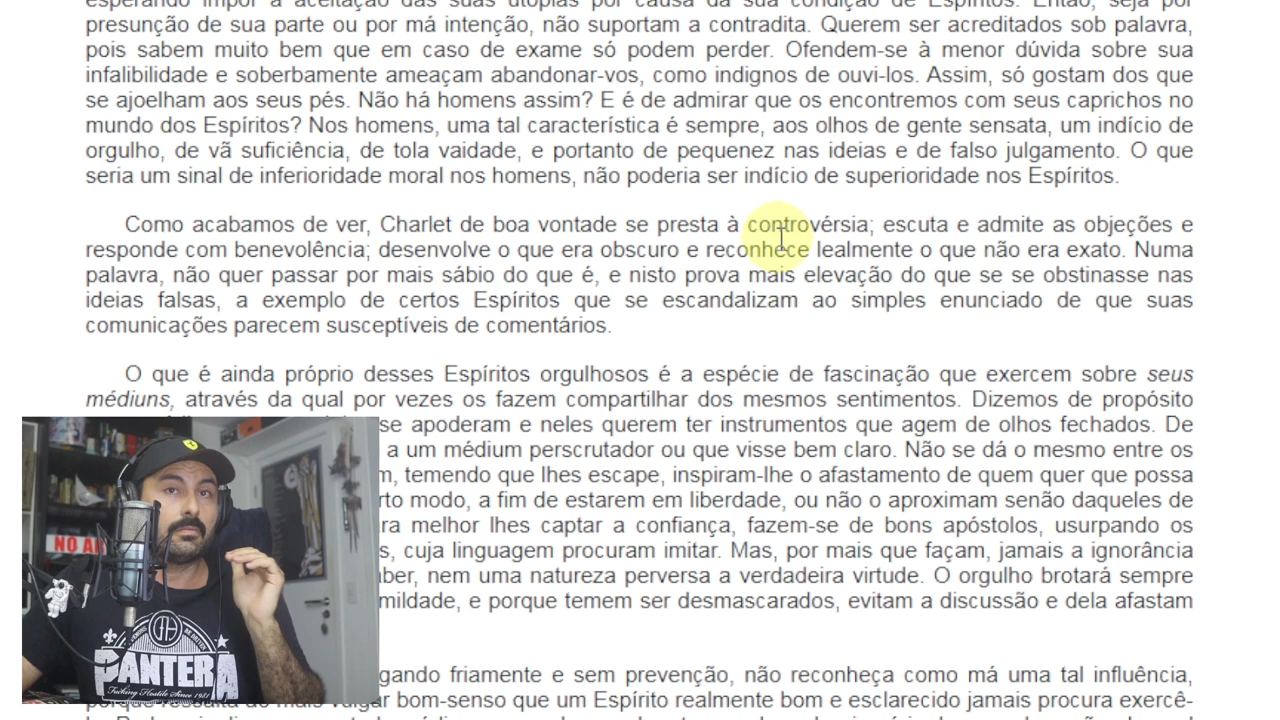 esperando impor a aceitação das suas utopias por causa da sua condição de Espíritos. Então, seja por
presunção de sua parte ou por má intenção, não suportam a contradita. Querem ser acreditados sob palavra,
pois sabem muito bem que em caso de exame só podem perder. Ofendem-se à menor dúvida sobre sua
infalibilidade e soberbamente ameaçam abandonar-vos, como indignos de ouvi-los. Assim, só gostam dos que
se ajoelham aos seus pés. Não há homens assim? E é de admirar que os encontremos com seus caprichos no
mundo dos Espíritos? Nos homens, uma tal característica é sempre, aos olhos de gente sensata, um indício de
orgulho, de vã suficiência, de tola vaidade, e portanto de pequenez nas ideias e de falso julgamento. O que
seria um sinal de inferioridade moral nos homens, não poderia ser indício de superioridade nos Espíritos.
Como acabamos de ver, Charlet de boa vontade se presta à controvérsia; escuta e admite as objeções e
responde com benevolência; desenvolve o que era obscuro e reconhece lealmente o que não era exato. Numa
palavra, não quer passar por mais sábio do que é, e nisto prova mais elevação do que se se obstinasse nas
ideias falsas, a exemplo de certos Espíritos que se escandalizam ao simples enunciado de que suas
comunicações parecem susceptíveis de comentários.
O que é ainda próprio desses Espíritos orgulhosos é a espécie de fascinação que exercem sobre seus
médiuns, através da qual por vezes os fazem compartilhar dos mesmos sentimentos. Dizemos de propósito
se apoderam e neles querem ter instrumentos que agem de olhos fechados. De
a um médium perscrutador ou que visse bem claro. Não se dá o mesmo entre os
temendo que lhes escape, inspiram-lhe o afastamento de quem quer que possa
modo, a fim de estarem em liberdade, ou não o aproximam senão daqueles de
melhor lhes captar a confiança, fazem-se de bons apóstolos, usurpando os
cuja linguagem procuram imitar. Mas, por mais que façam, jamais a ignorância
nem uma natureza perversa a verdadeira virtude. O orgulho brotará sempre
e porque temem ser desmascarados, evitam a discussão e dela afastam
friamente e sem prevenção, não reconheça como má uma tal influência,
bom-senso que um Espírito realmente bom e esclarecido jamais procura exercê-
NO A
PANTERA
Fucking Hostile Since 1981